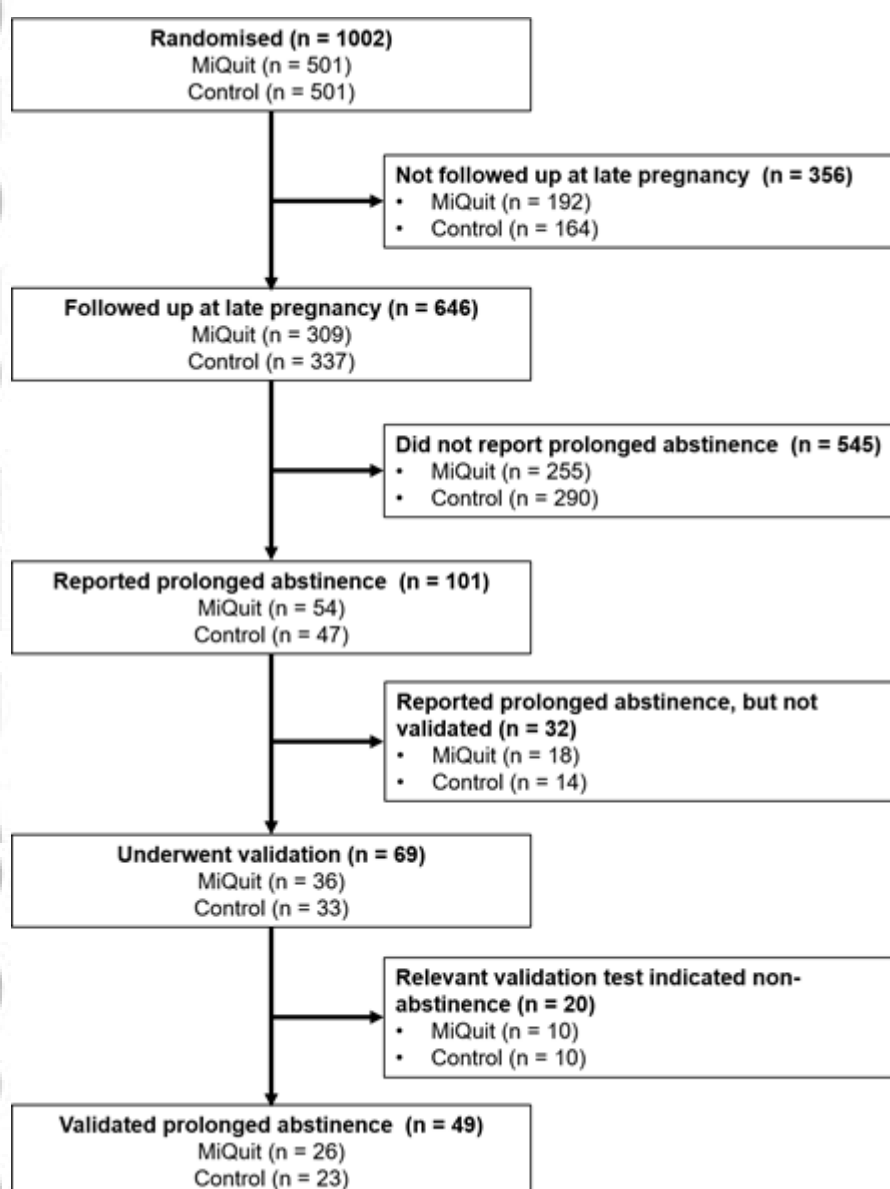 Randomised (n = 1002)
MiQuit (n = 501)
Control (n = 501)
Not followed up at late pregnancy (n = 356)
• MiQuit (n = 192)
• Control (n = 164)
Followed up at late pregnancy (n = 646)
MiQuit (n = 309)
Control (n = 337)
Did not report prolonged abstinence (n = 545)
• MiQuit (n = 255)
• Control (n = 290)
Reported prolonged abstinence (n = 101)
MiQuit (n = 54)
Control (n = 47)
Reported prolonged abstinence, but not
validated (n = 32)
• MiQuit (n = 18)
• Control (n = 14)
Underwent validation (n = 69)
MiQuit (n = 36)
Control (n = 33)
Relevant validation test indicated non-
abstinence (n = 20)
• MiQuit (n = 10)
• Control (n = 10)
Validated prolonged abstinence (n = 49)
MiQuit (n = 26)
Control (n = 23)